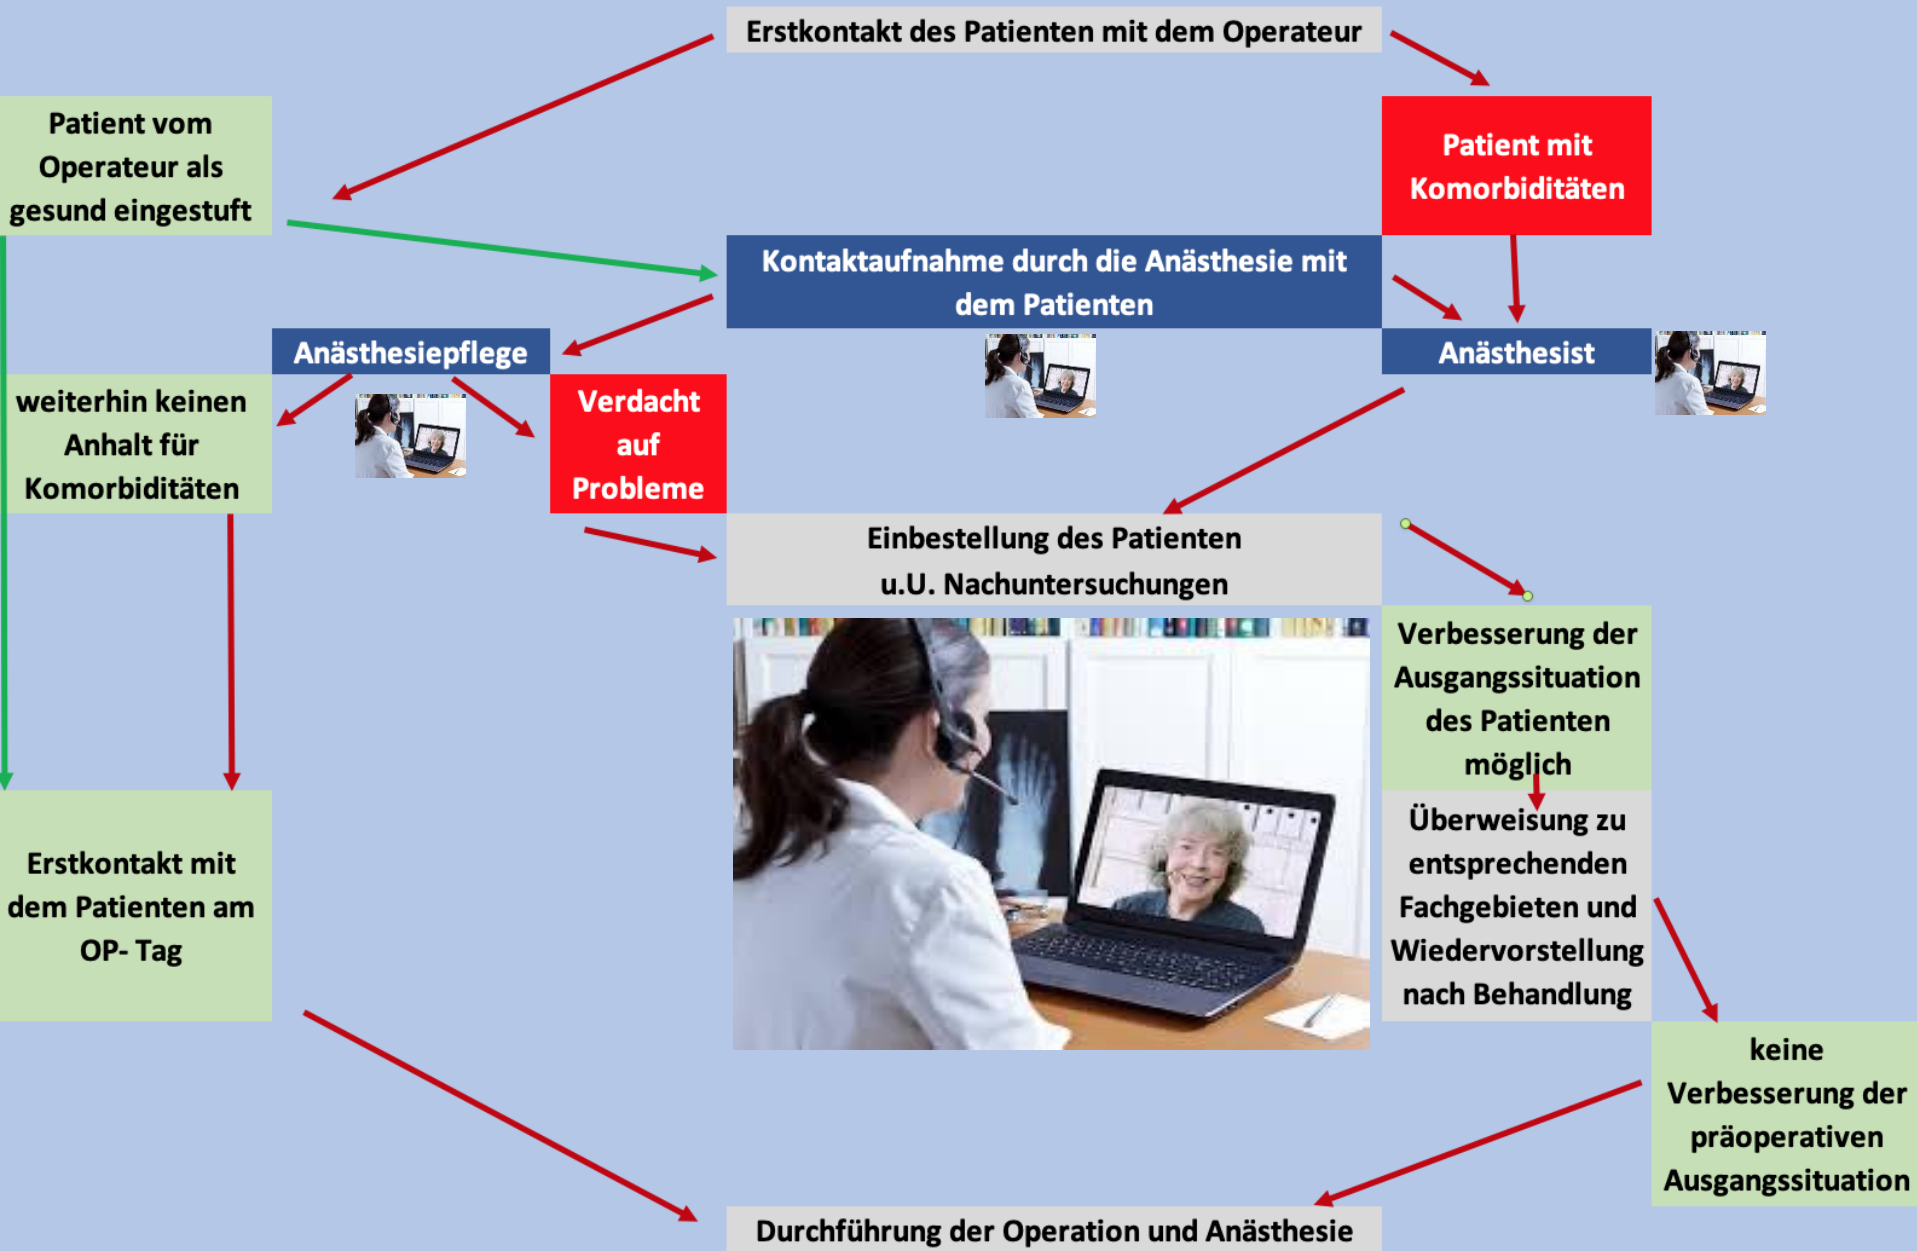 Erstkontakt des Patienten mit dem Operateur
Patient vom
Operateur als
gesund eingestuft
Patient mit
Komorbiditäten
Kontaktaufnahme durch die Anästhesie mit
dem Patienten
Anästhesiepflege
Anästhesist
weiterhin keinen
Anhalt für
Komorbiditäten
Verdacht
auf
Probleme
Einbestellung des Patienten
u.U. Nachuntersuchungen
Verbesserung der
Ausgangssituation
des Patienten
möglich
Überweisung zu
entsprechenden
Fachgebieten und
Wiedervorstellung
nach Behandlung
Erstkontakt mit
dem Patienten am
OP- Tag
keine
Verbesserung der
präoperativen
Ausgangssituation
Durchführung der Operation und Anästhesie